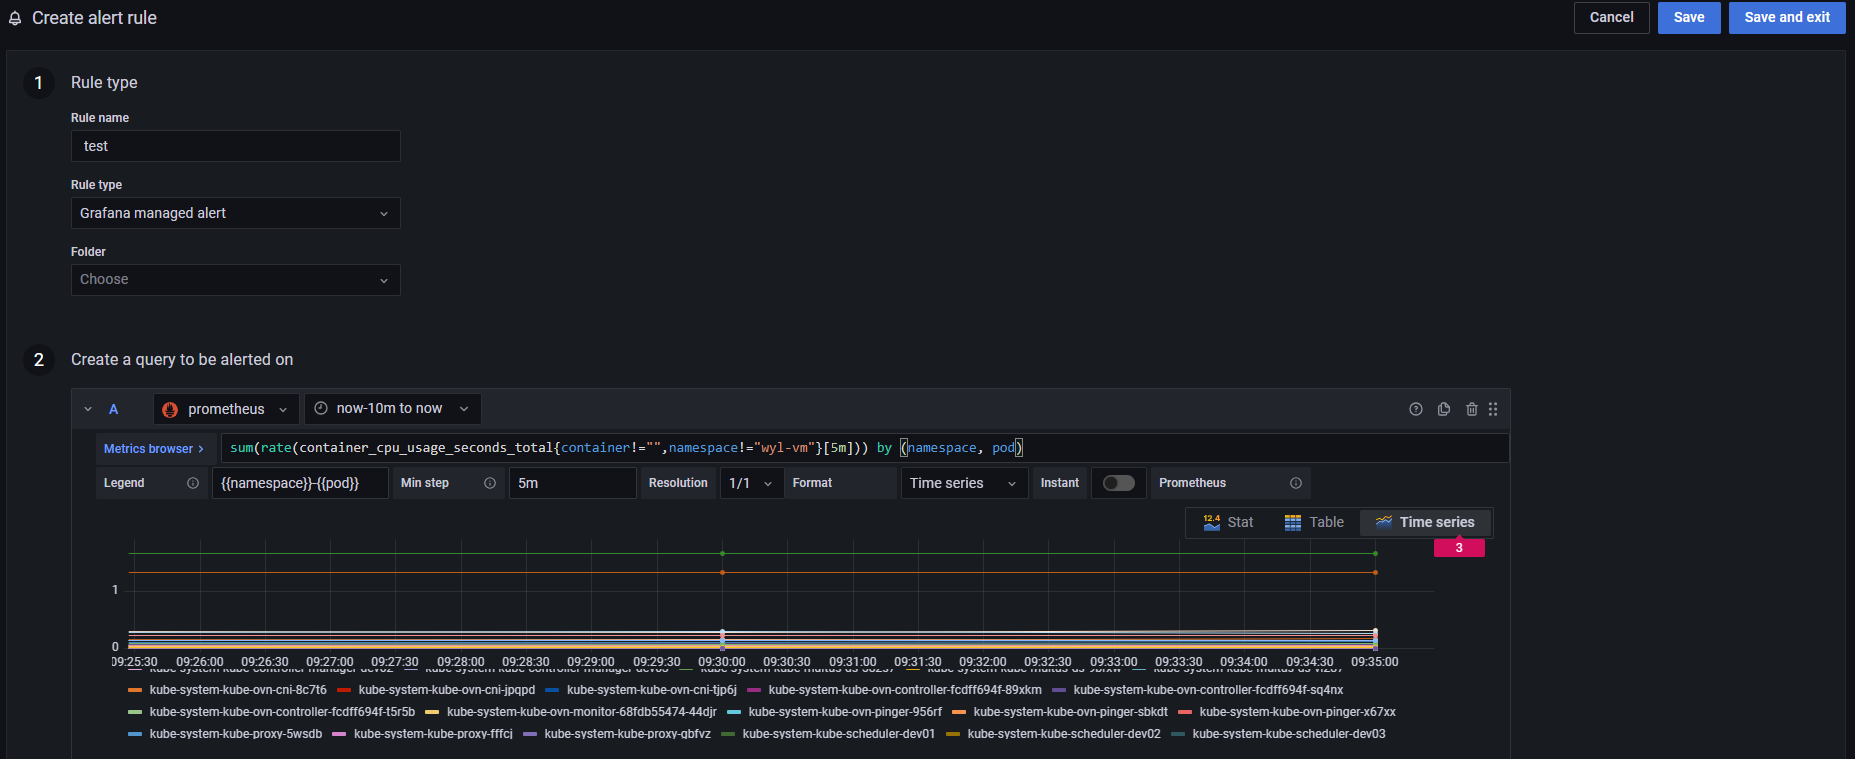 Create alert rule
Cancel
Save
Save and exit
1
Rule type
Rule name
test
Rule type
Grafana managed alert
Folder
Choose
2
Create a query to be alerted on
A
prometheus
now-10m to now
Metrics browser >
sum(rate(container_cpu_usage_seconds_total{container!="",namespace!="wyl-vm"}[5m])) by (namespace, pod)
Legend
{{namespace}}-{{pod}}
Min step
5m
Resolution
1/1
Format
Time series
Instant
Prometheus
12.4
Stat
Table
Time series
3
1
0
09:25:30 09:26:00 09:26:30 09:27:00 09:27:30 09:28:00 09:28:30 09:29:00 09:29:30 09:30:00 09:30:30 09:31:00 09:31:30 09:32:00 09:32:30 09:33:00 09:33:30 09:34:00 09:34:30 09:35:00
kube-system-kube-ovn-cni-8c7t6 kube-system-kube-ovn-cni-jpqpd kube-system-kube-ovn-cni-tjp6j kube-system-kube-ovn-controller-fcdff694f-89xkm kube-system-kube-ovn-controller-fcdff694f-sq4nx
kube-system-kube-ovn-controller-fcdff694f-t5r5b kube-system-kube-ovn-monitor-68fdb55474-44djr kube-system-kube-ovn-pinger-956rf kube-system-kube-ovn-pinger-sbkdt kube-system-kube-ovn-pinger-x67xx
kube-system-kube-proxy-5wsdb kube-system-kube-proxy-fffcj kube-system-kube-proxy-gbfvz kube-system-kube-scheduler-dev01 kube-system-kube-scheduler-dev02 kube-system-kube-scheduler-dev03